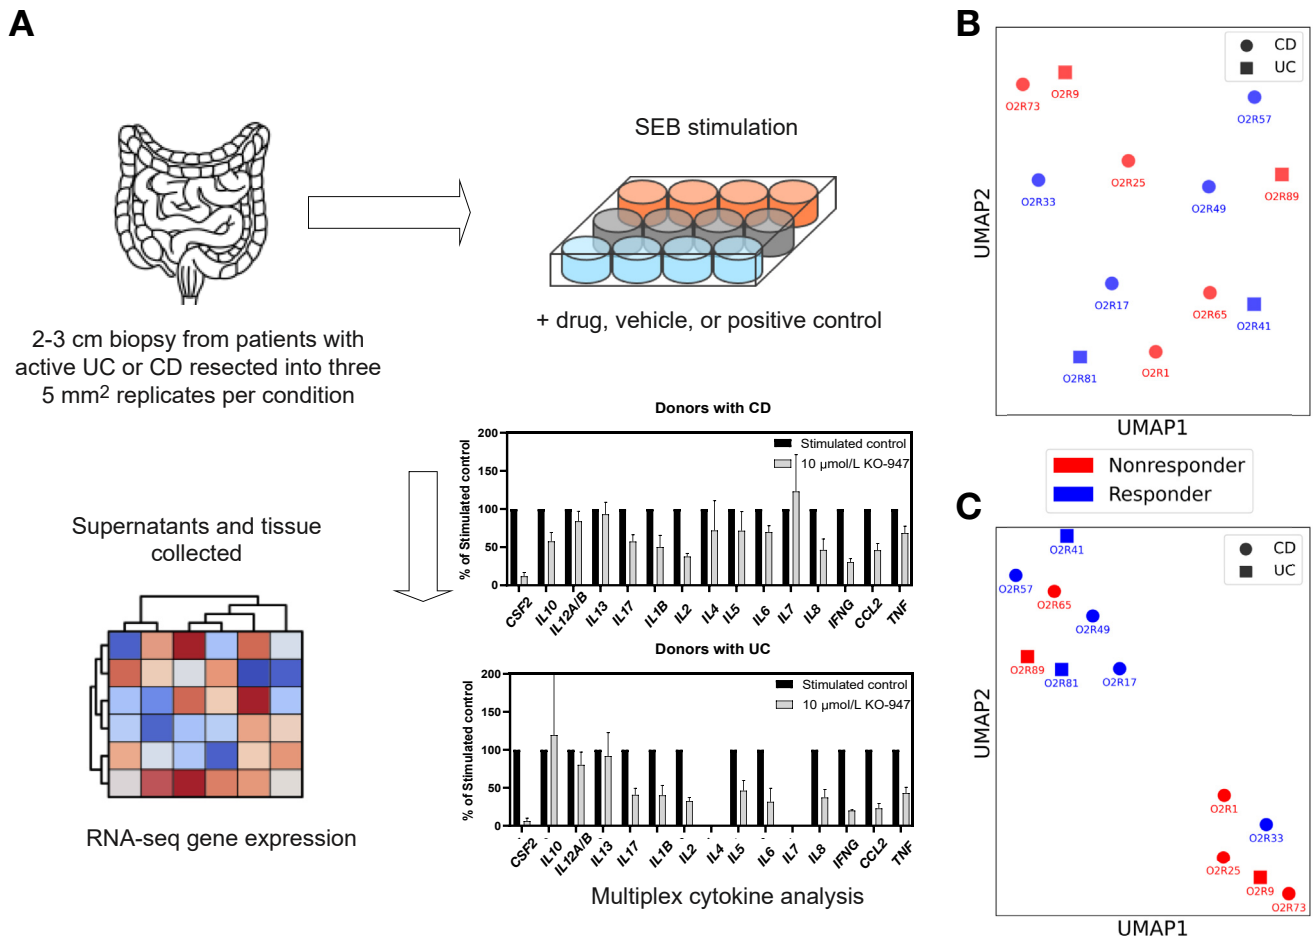 A
2-3 cm biopsy from patients with
active UC or CD resected into three
5 mm² replicates per condition
SEB stimulation
+ drug, vehicle, or positive control
Supernatants and tissue
collected
RNA-seq gene expression
Donors with CD
% of Stimulated control
200
150
100
50
0
Stimulated control
10 µmol/L KO-947
CSF2
IL10
IL12A/B
IL13
IL17
IL1B
IL2
IL4
IL5
IL6
IL7
IL8
IFNG
CCL2
TNF
Donors with UC
% of Stimulated control
200
150
100
50
0
Stimulated control
10 µmol/L KO-947
CSF2
IL10
IL12A/B
IL13
IL17
IL1B
IL2
IL4
IL5
IL6
IL7
IL8
IFNG
CCL2
TNF
Multiplex cytokine analysis
B
CD
UC
O2R73
O2R9
O2R57
O2R25
O2R33
O2R49
O2R89
O2R17
O2R65
O2R41
O2R81
O2R1
UMAP2
UMAP1
Nonresponder
Responder
C
CD
UC
O2R41
O2R57
O2R65
O2R49
O2R89
O2R81
O2R17
O2R1
O2R33
O2R25
O2R9
O2R73
UMAP2
UMAP1